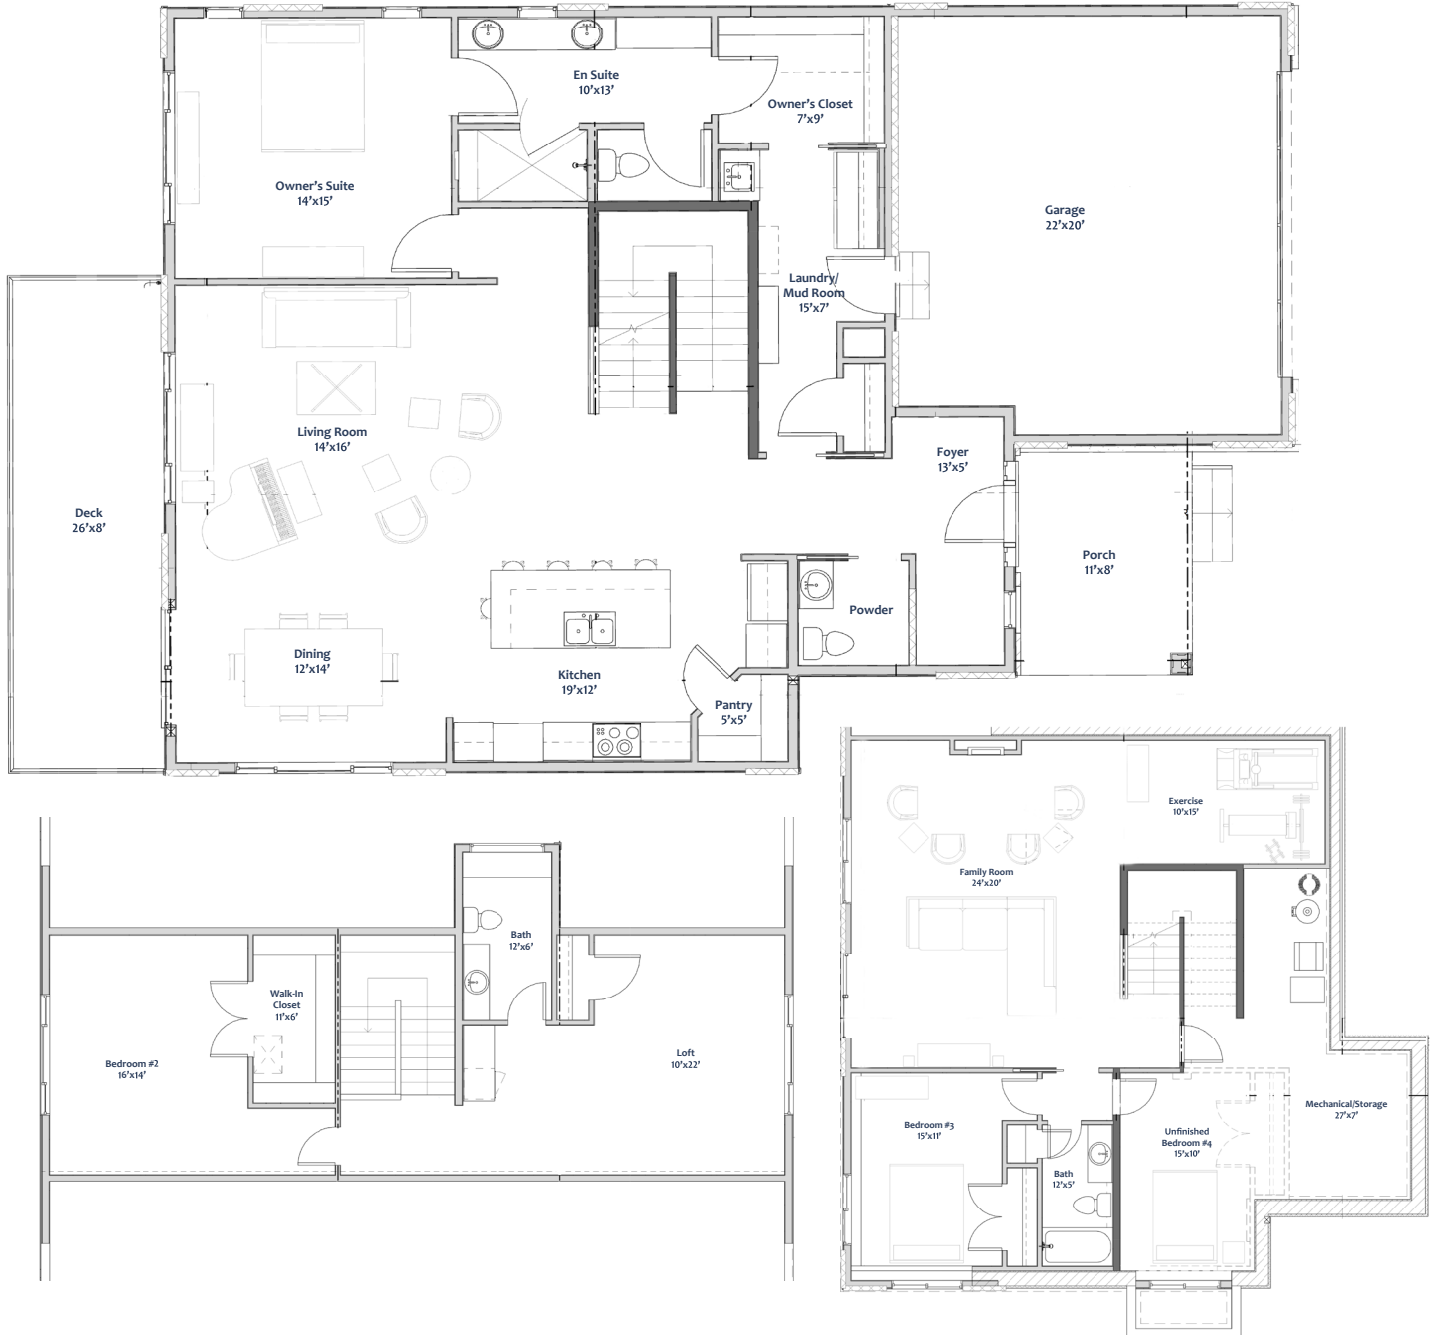 En Suite
10'x13'
Owner's Closet
7'x9'
Owner's Suite
14'x15'
Garage
22'x20'
Laundry/
Mud Room
15'x7'
Living Room
14'x16'
Foyer
13'x5'
Deck
26'x8'
Porch
11'x8'
Powder
Dining
12'x14'
Kitchen
19'x12'
Pantry
5'x5'
Exercise
10'x15'
Family Room
24'x20'
Bath
12'x6'
Walk-In
Closet
11'x6'
Bedroom #2
16'x14'
Loft
10'x22'
Mechanical/Storage
27'x7'
Bedroom #3
15'x11'
Unfinished
Bedroom #4
15'x10'
Bath
12'x5'